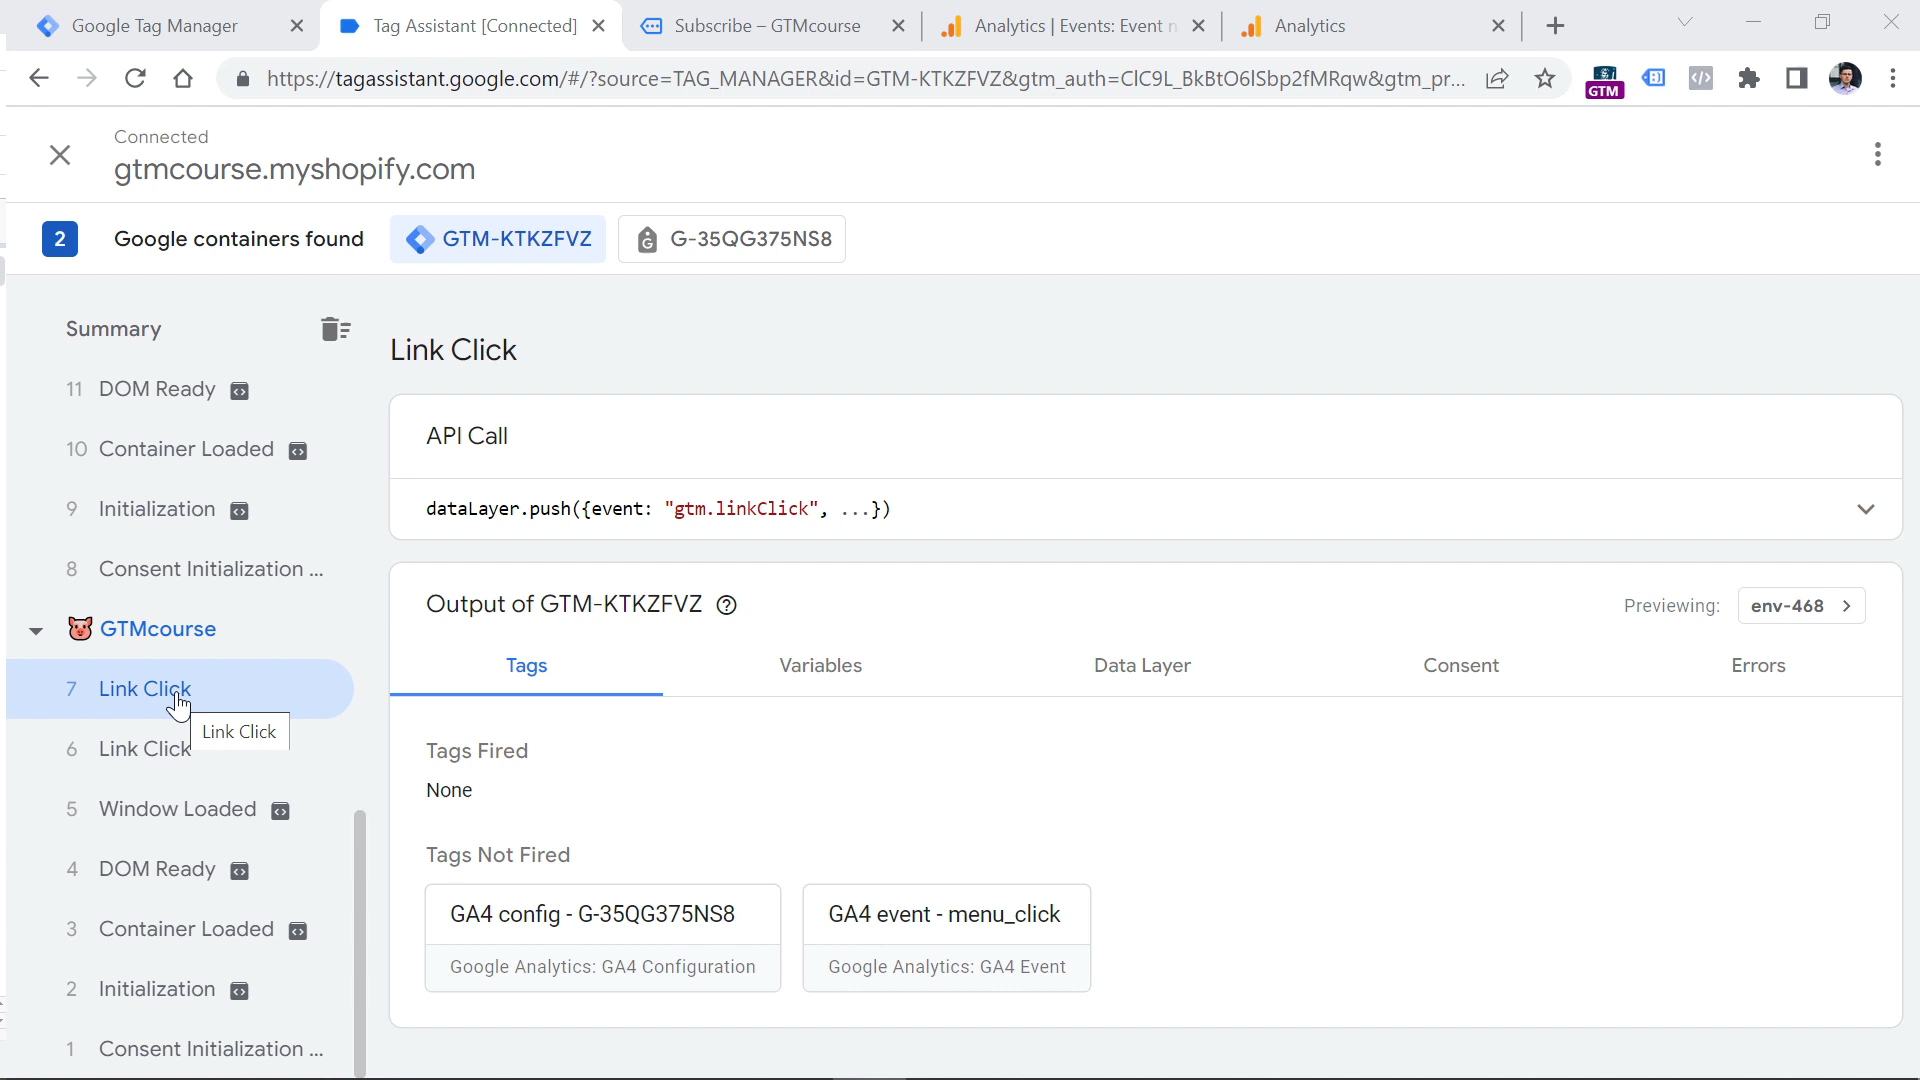 Google Tag Manager
Tag Assistant [Connected]
Subscribe – GTMcourse
Analytics | Events: Event n
Analytics
https://tagassistant.google.com/#/?source=TAG_MANAGER&id=GTM-KTKZFVZ&gtm_auth=ClC9L_BkBtO6lSbp2fMRqw&gtm_pr...
GTM
Connected
gtmcourse.myshopify.com
2
Google containers found
GTM-KTKZFVZ
G-35QG375NS8
Summary
11 DOM Ready
10 Container Loaded
9 Initialization
8 Consent Initialization ...
GTMcourse
7 Link Click
Link Click
6 Link Click
5 Window Loaded
4 DOM Ready
3 Container Loaded
2 Initialization
1 Consent Initialization ...
Link Click
API Call
dataLayer.push({event: "gtm.linkClick", ...})
Output of GTM-KTKZFVZ
Previewing: env-468
Tags
Variables
Data Layer
Consent
Errors
Tags Fired
None
Tags Not Fired
GA4 config - G-35QG375NS8
Google Analytics: GA4 Configuration
GA4 event - menu_click
Google Analytics: GA4 Event